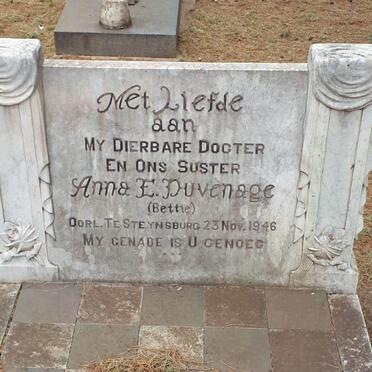 Met Liefde
aan
MY DIERBARE DOGTER
EN ONS SUSTER
Anna E. Duvenage
(Bettie)
OORL. TE STEYNSBURG 23 NOV. 1946
MY GENADE IS U GENOEG
...